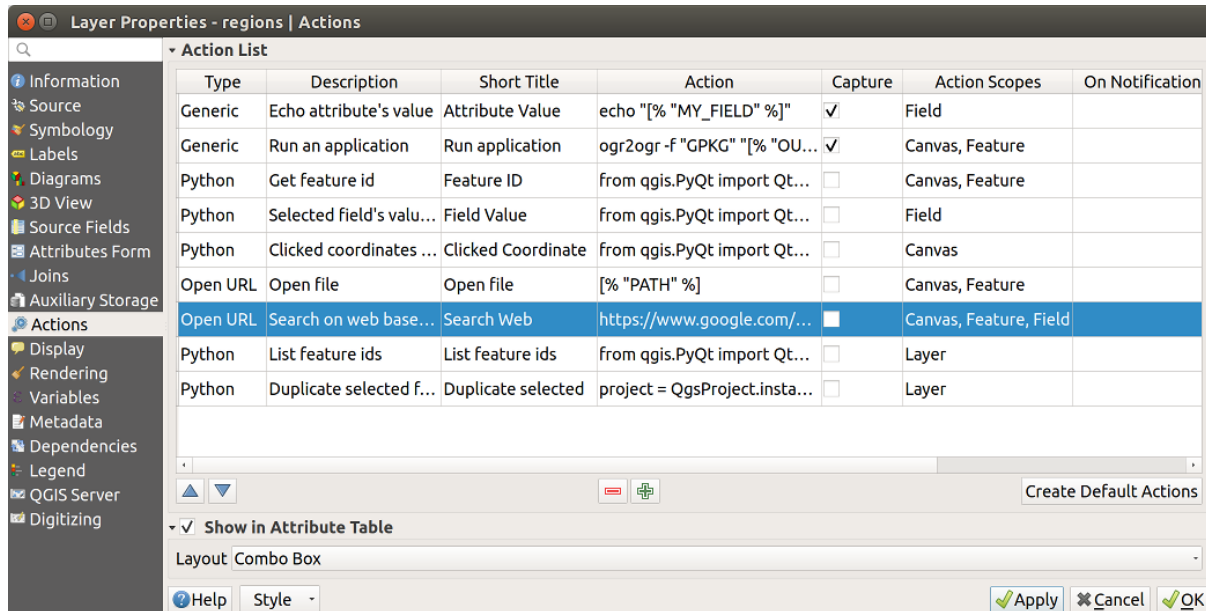 Layer Properties - regions | Actions
Information
Source
Symbology
Labels
Diagrams
3D View
Source Fields
Attributes Form
Joins
Auxiliary Storage
Actions
Display
Rendering
Variables
Metadata
Dependencies
Legend
QGIS Server
Digitizing
Action List
Type Description Short Title Action Capture Action Scopes On Notification
Generic Echo attribute's value Attribute Value echo "[% "MY_FIELD" %]" Field
Generic Run an application Run application ogr2ogr -f "GPKG" "[% "OU... Canvas, Feature
Python Get feature id Feature ID from qgis.PyQt import Qt... Canvas, Feature
Python Selected field's valu... Field Value from qgis.PyQt import Qt... Field
Python Clicked coordinates ... Clicked Coordinate from qgis.PyQt import Qt... Canvas
Open URL Open file Open file [% "PATH" %] Canvas, Feature
Open URL Search on web base... Search Web https://www.google.com/... Canvas, Feature, Field
Python List feature ids List feature ids from qgis.PyQt import Qt... Layer
Python Duplicate selected f... Duplicate selected project = QgsProject.insta... Layer
Create Default Actions
Show in Attribute Table
Layout Combo Box
Help Style Apply Cancel OK